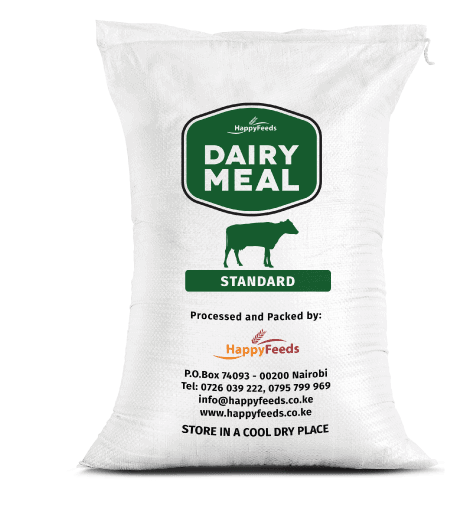 HappyFeeds
DAIRY
MEAL
STANDARD
Processed and Packed by:
HappyFeeds
P.O.Box 74093 - 00200 Nairobi
Tel: 0726 039 222, 0795 799 969
info@happyfeeds.co.ke
www.happyfeeds.co.ke
STORE IN A COOL DRY PLACE